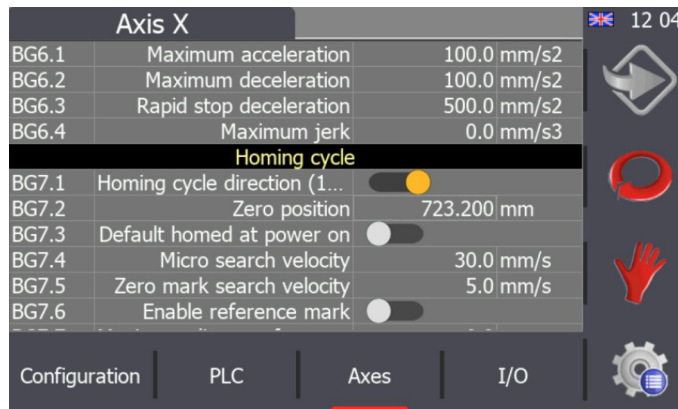 Axis X
12 04
BG6.1 Maximum acceleration 100.0 mm/s2
BG6.2 Maximum deceleration 100.0 mm/s2
BG6.3 Rapid stop deceleration 500.0 mm/s2
BG6.4 Maximum jerk 0.0 mm/s3
Homing cycle
BG7.1 Homing cycle direction (1...
BG7.2 Zero position 723.200 mm
BG7.3 Default homed at power on
BG7.4 Micro search velocity 30.0 mm/s
BG7.5 Zero mark search velocity 5.0 mm/s
BG7.6 Enable reference mark
Configuration PLC Axes I/O